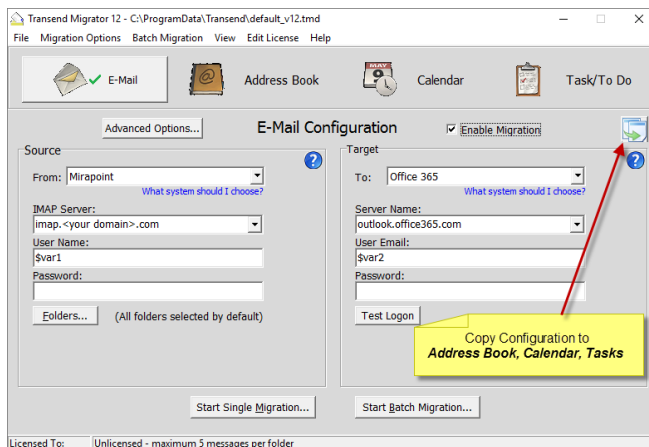 Transend Migrator 12 - C:\ProgramData\Transend\default_v12.tmd
File Migration Options Batch Migration View Edit License Help
E-Mail Address Book MAY 9 Calendar Task/To Do
Advanced Options... E-Mail Configuration Enable Migration
Source Target
From: Mirapoint To: Office 365
What system should I choose? What system should I choose?
IMAP Server: Server Name:
imap.<your domain>.com outlook.office365.com
User Name: User Email:
$var1 $var2
Password: Password:
Folders... (All folders selected by default) Test Logon
Copy Configuration to
Address Book, Calendar, Tasks
Start Single Migration... Start Batch Migration...
Licensed To: Unlicensed - maximum 5 messages per folder